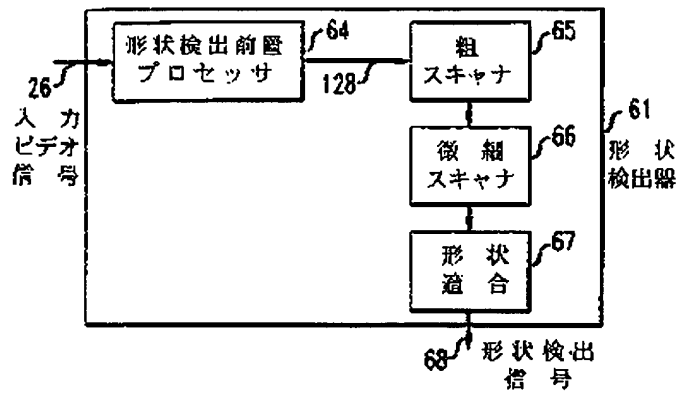 形状検出前置
プロセッサ
64
粗
スキャナ
65
26
入力
ビデオ
信号
128
微細
スキャナ
66
61
形状
検出器
形状
適合
67
68
形状検出
信号